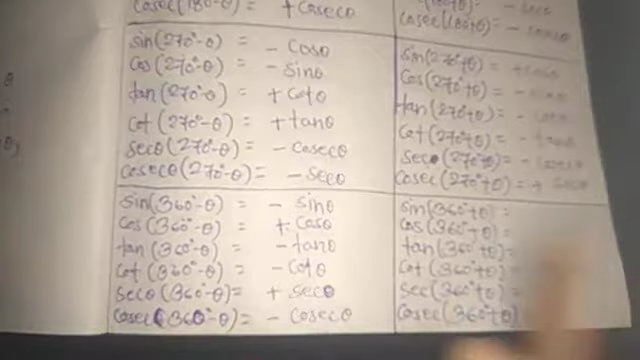 cosec(180-θ) = + cosecθ
sin(270°-θ) = - cosθ
cos(270°-θ) = - sinθ
tan(270°-θ) = + cotθ
cot(270°-θ) = + tanθ
secθ(270°-θ) = - cosecθ
cosecθ(270°-θ) = - secθ
sin(360°-θ) = - sinθ
cos(360°-θ) = + cosθ
tan(360°-θ) = - tanθ
cot(360°-θ) = - cotθ
secθ(360°-θ) = + secθ
cosec(360°-θ) = - cosecθ
cosec(180+θ) = -
sin(270°+θ) =
cos(270°+θ) = -
tan(270°+θ) = -
cot(270°+θ) = -
sec(270°+θ) = -
cosec(270°+θ) = +
sin(360°+θ) =
cos(360°+θ) =
tan(360°+θ) =
cot(360°+θ)
sec(360°+θ)
cosec(360°+θ)